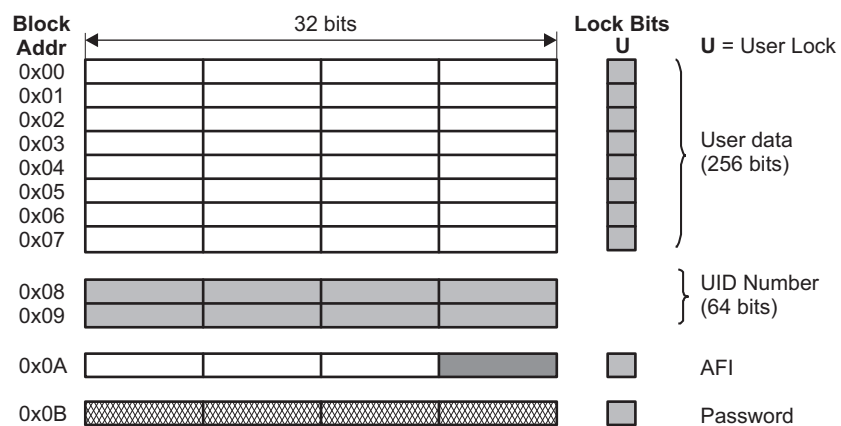 Block Addr
32 bits
Lock Bits
U
U = User Lock
0x00
0x01
0x02
0x03
0x04
0x05
0x06
0x07
User data
(256 bits)
0x08
0x09
UID Number
(64 bits)
0x0A
AFI
0x0B
Password